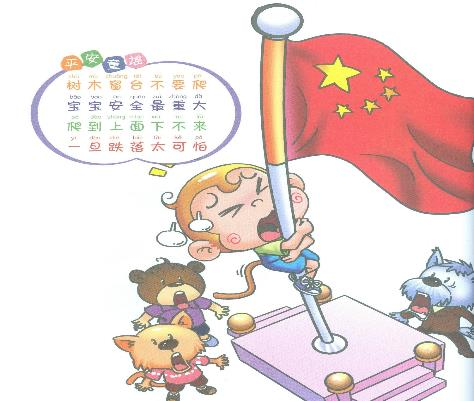 平安童谣
树木窗台不要爬
宝宝安全最重大
爬到上面下不来
一旦跌落太可怕